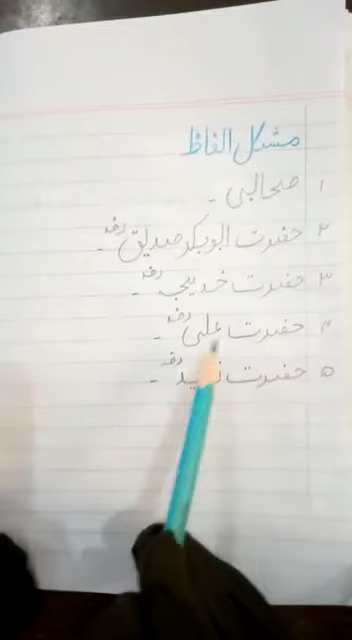 مشکل الفاظ
۱ صحابی ۔
۲ حضرت ابوبکر صدیق رضہ ۔
۳ حضرت خدیجہ رضہ ۔
۴ حضرت علی رضہ ۔
۵ حضرت رضہ ۔